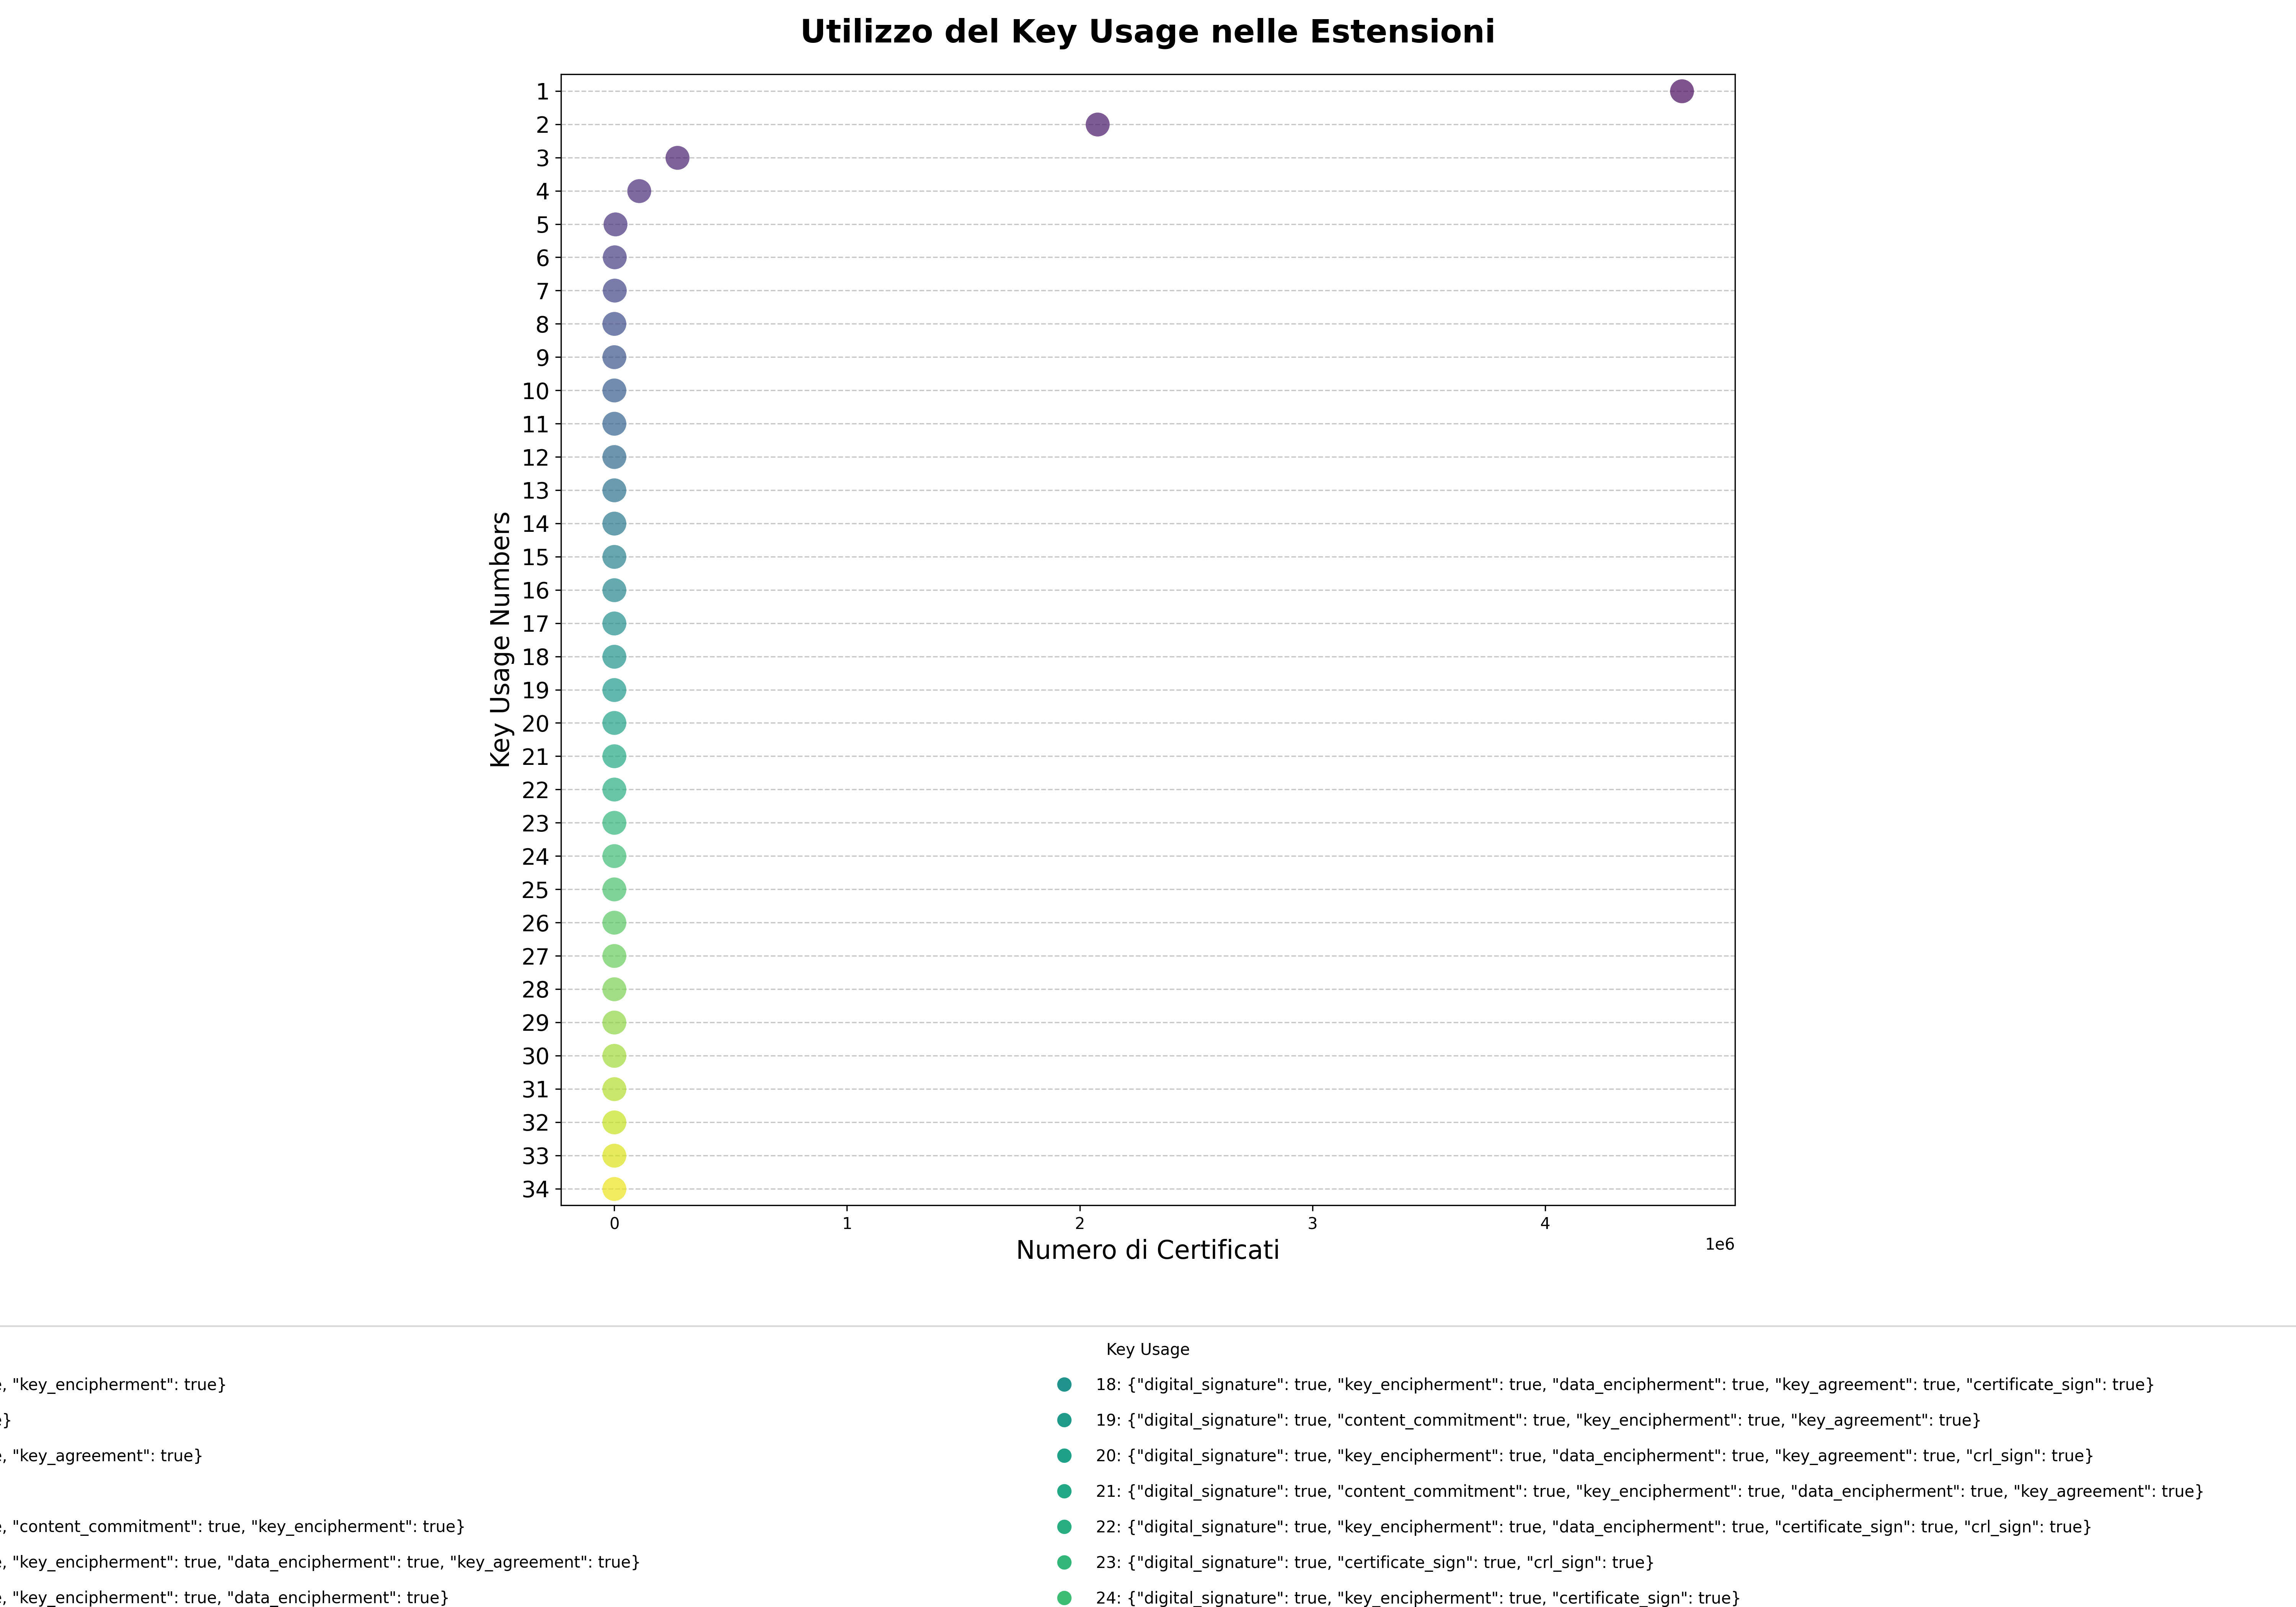 Utilizzo del Key Usage nelle Estensioni
Key Usage Numbers
1
2
3
4
5
6
7
8
9
10
11
12
13
14
15
16
17
18
19
20
21
22
23
24
25
26
27
28
29
30
31
32
33
34
0 1 2 3 4
1e6
Numero di Certificati
Key Usage
, "key_encipherment": true}
}
, "key_agreement": true}
, "content_commitment": true, "key_encipherment": true}
, "key_encipherment": true, "data_encipherment": true, "key_agreement": true}
, "key_encipherment": true, "data_encipherment": true}
18: {"digital_signature": true, "key_encipherment": true, "data_encipherment": true, "key_agreement": true, "certificate_sign": true}
19: {"digital_signature": true, "content_commitment": true, "key_encipherment": true, "key_agreement": true}
20: {"digital_signature": true, "key_encipherment": true, "data_encipherment": true, "key_agreement": true, "crl_sign": true}
21: {"digital_signature": true, "content_commitment": true, "key_encipherment": true, "data_encipherment": true, "key_agreement": true}
22: {"digital_signature": true, "key_encipherment": true, "data_encipherment": true, "certificate_sign": true, "crl_sign": true}
23: {"digital_signature": true, "certificate_sign": true, "crl_sign": true}
24: {"digital_signature": true, "key_encipherment": true, "certificate_sign": true}